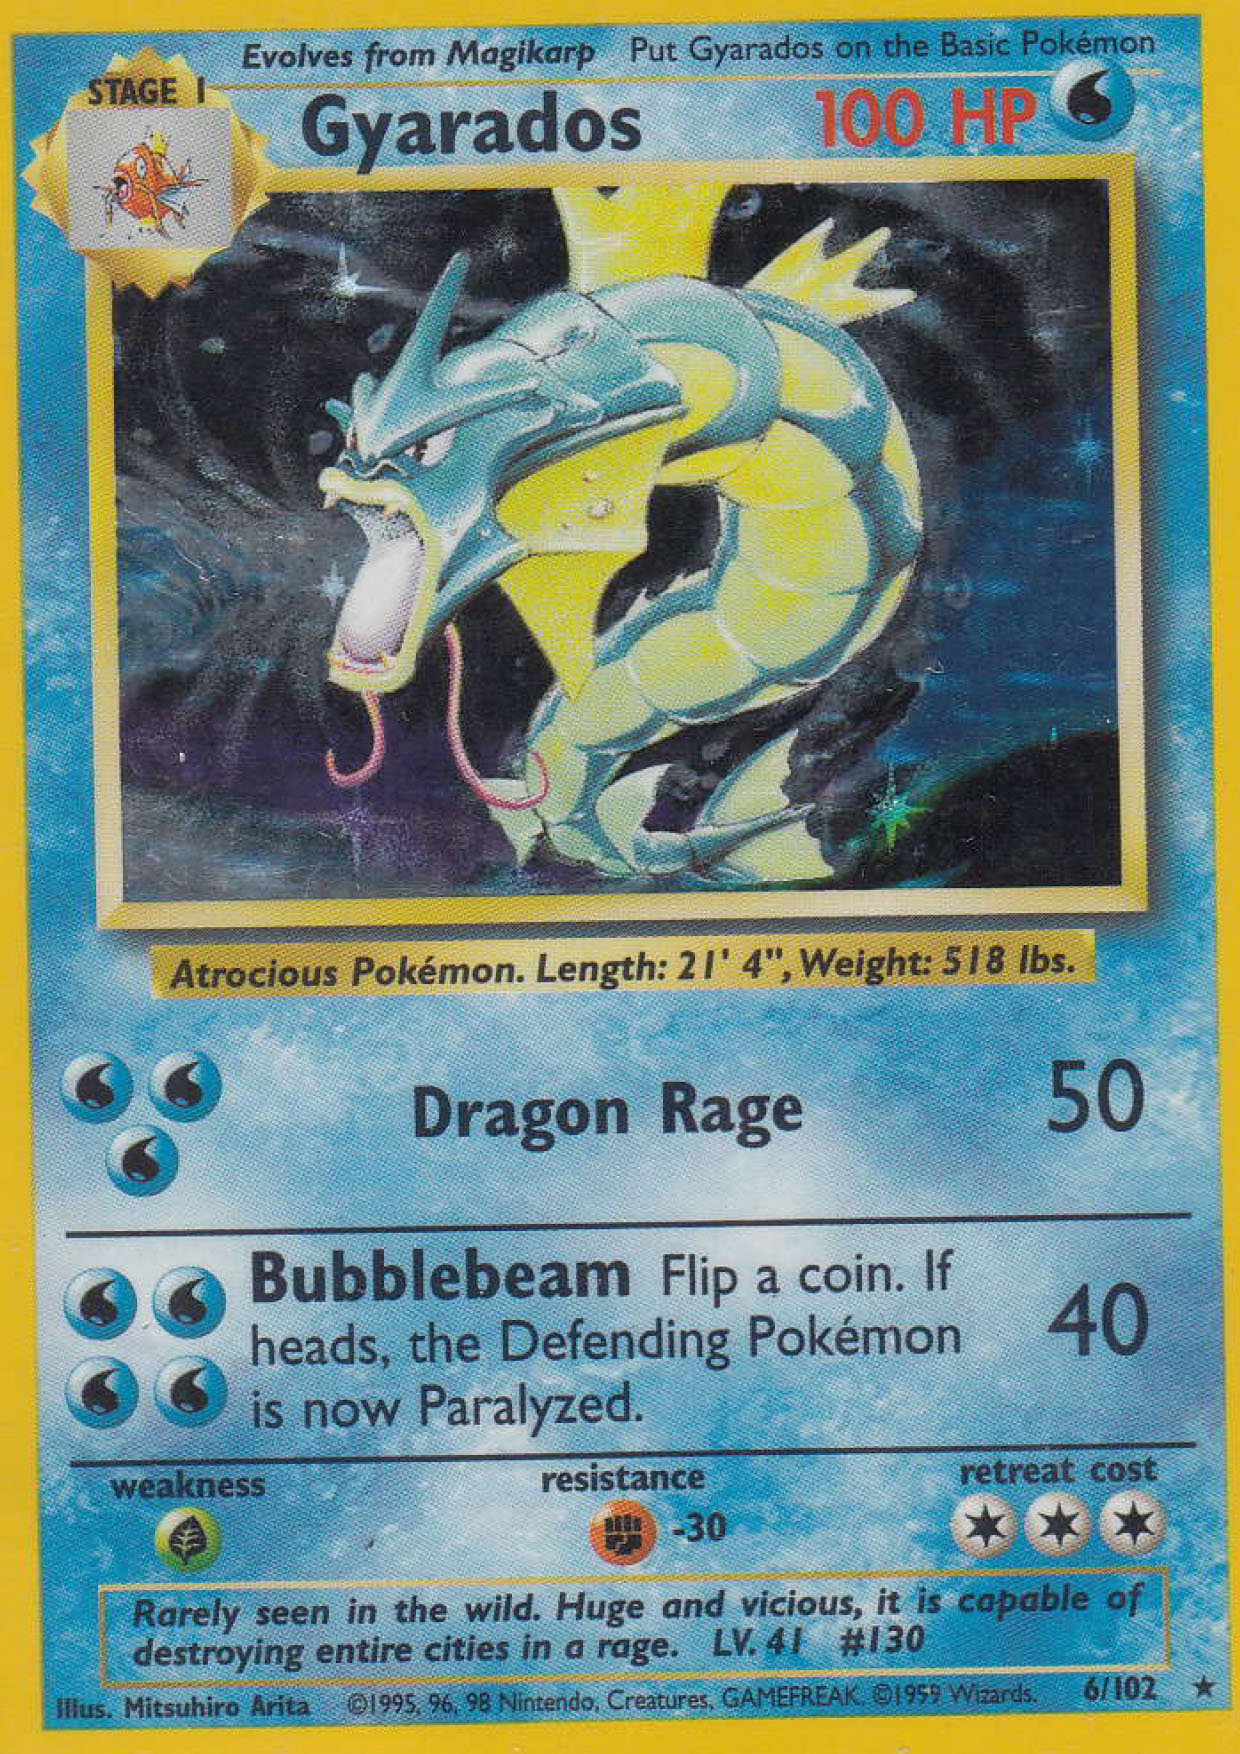 Evolves from Magikarp Put Gyarados on the Basic Pokémon
STAGE 1
Gyarados 100 HP
Atrocious Pokémon. Length: 21' 4", Weight: 518 lbs.
Dragon Rage 50
Bubblebeam Flip a coin. If
heads, the Defending Pokémon 40
is now Paralyzed.
weakness resistance retreat cost
-30
Rarely seen in the wild. Huge and vicious, it is capable of
destroying entire cities in a rage. LV. 41 #130
Illus. Mitsuhiro Arita ©1995, 96, 98 Nintendo, Creatures, GAMEFREAK. ©1959 Wizards. 6/102